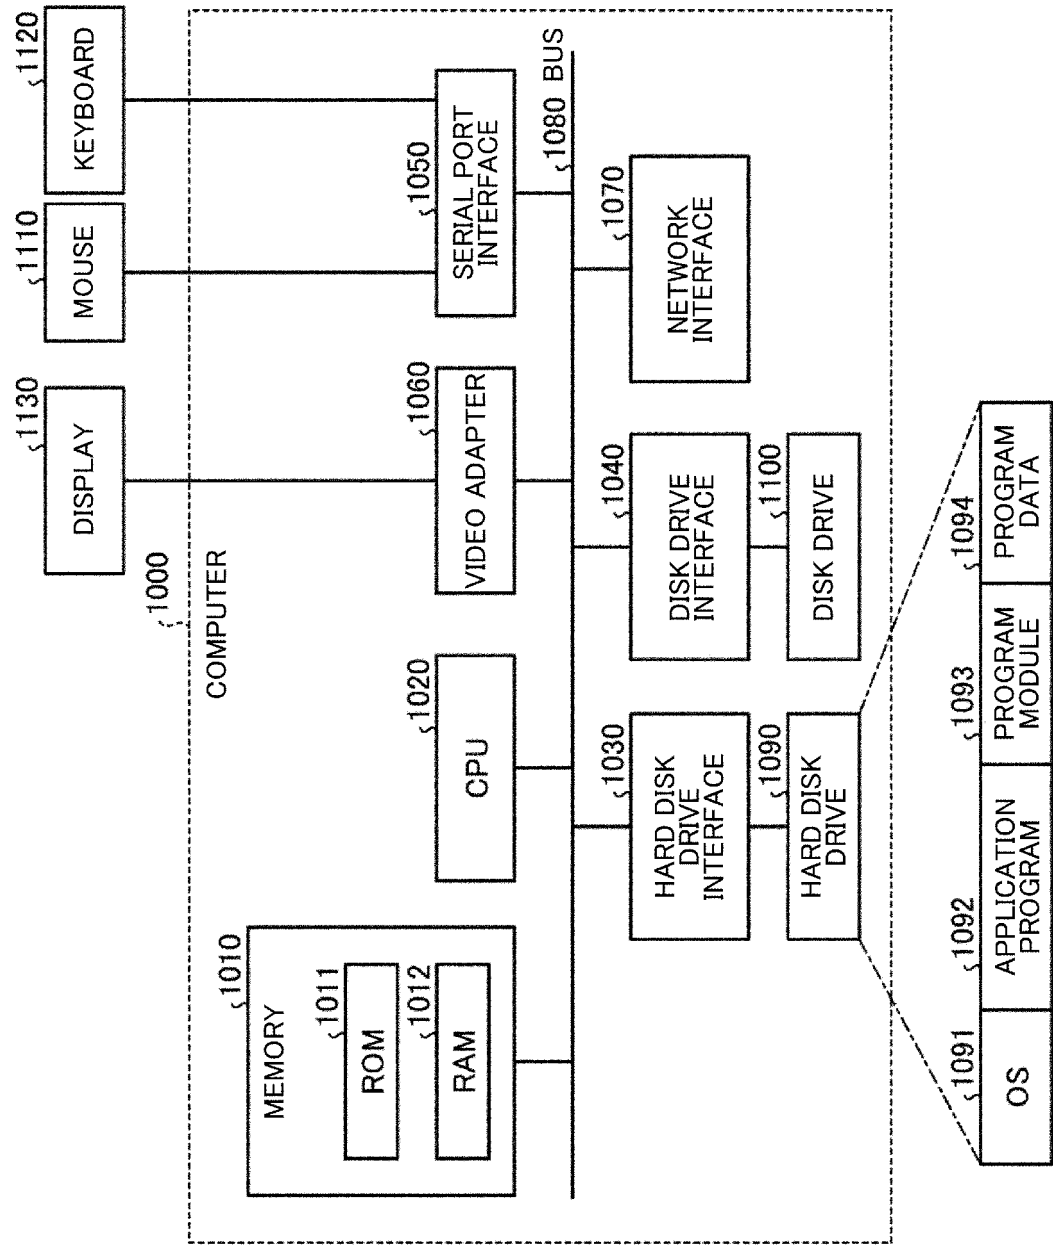 1000
COMPUTER
1010
MEMORY
1011
ROM
1012
RAM
1020
CPU
1060
VIDEO ADAPTER
1050
SERIAL PORT
INTERFACE
1130
DISPLAY
1110
MOUSE
1120
KEYBOARD
1080 BUS
1030
HARD DISK
DRIVE
INTERFACE
1090
HARD DISK
DRIVE
1040
DISK DRIVE
INTERFACE
1100
DISK DRIVE
1070
NETWORK
INTERFACE
1091
OS
1092
APPLICATION
PROGRAM
1093
PROGRAM
MODULE
1094
PROGRAM
DATA